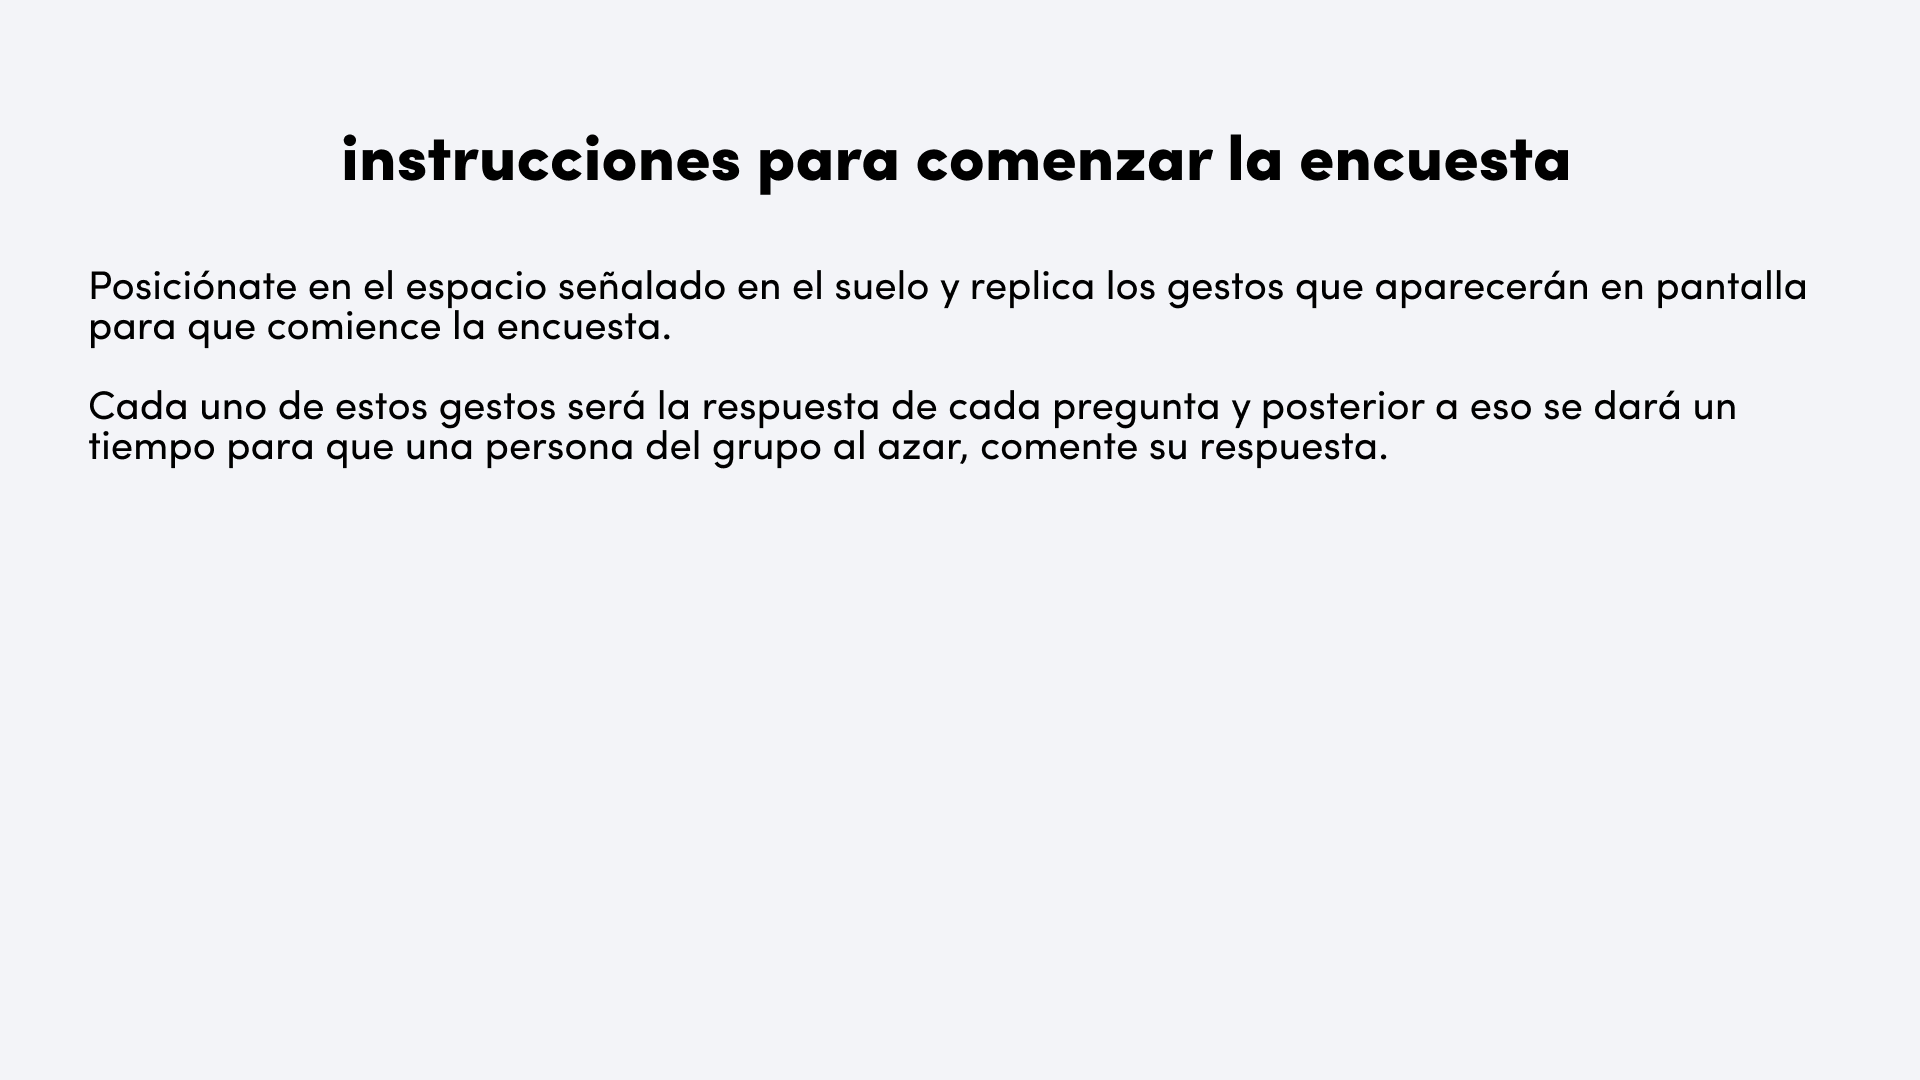 instrucciones para comenzar la encuesta
Posiciónate en el espacio señalado en el suelo y replica los gestos que aparecerán en pantalla
para que comience la encuesta.
Cada uno de estos gestos será la respuesta de cada pregunta y posterior a eso se dará un
tiempo para que una persona del grupo al azar, comente su respuesta.